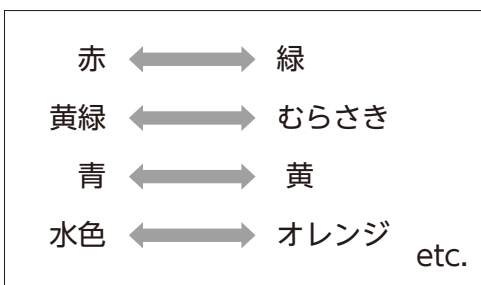 赤 緑
黄緑 むらさき
青 黄
水色 オレンジ
etc.